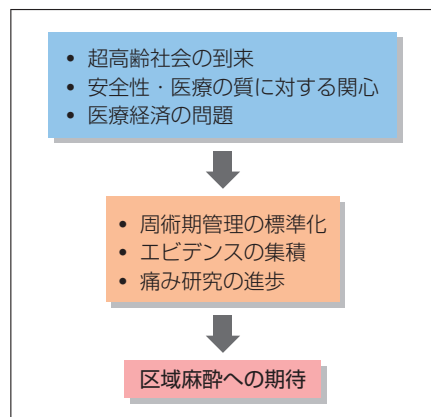 • 超高齢社会の到来
• 安全性・医療の質に対する関心
• 医療経済の問題
• 周術期管理の標準化
• エビデンスの集積
• 痛み研究の進歩
区域麻酔への期待